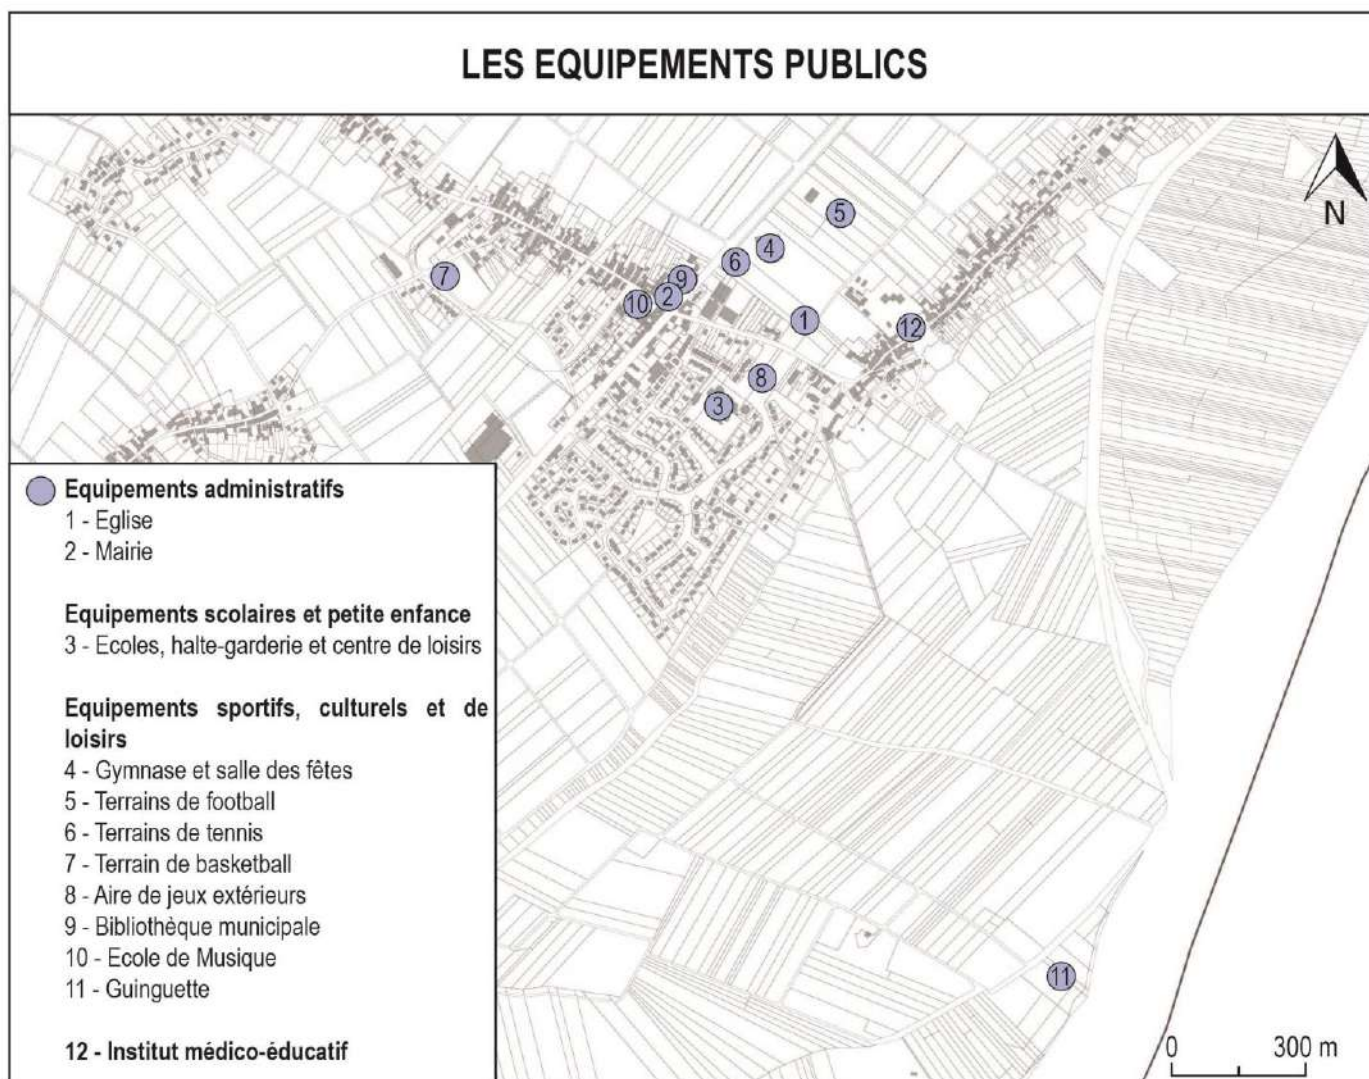 LES EQUIPEMENTS PUBLICS
N
5
4
6
7
9
2
10
1
12
8
3
Equipements administratifs
1 - Eglise
2 - Mairie
Equipements scolaires et petite enfance
3 - Ecoles, halte-garderie et centre de loisirs
Equipements sportifs, culturels et de
loisirs
4 - Gymnase et salle des fêtes
5 - Terrains de football
6 - Terrains de tennis
7 - Terrain de basketball
8 - Aire de jeux extérieurs
9 - Bibliothèque municipale
10 - Ecole de Musique
11 - Guinguette
12 - Institut médico-éducatif
11
0 300 m